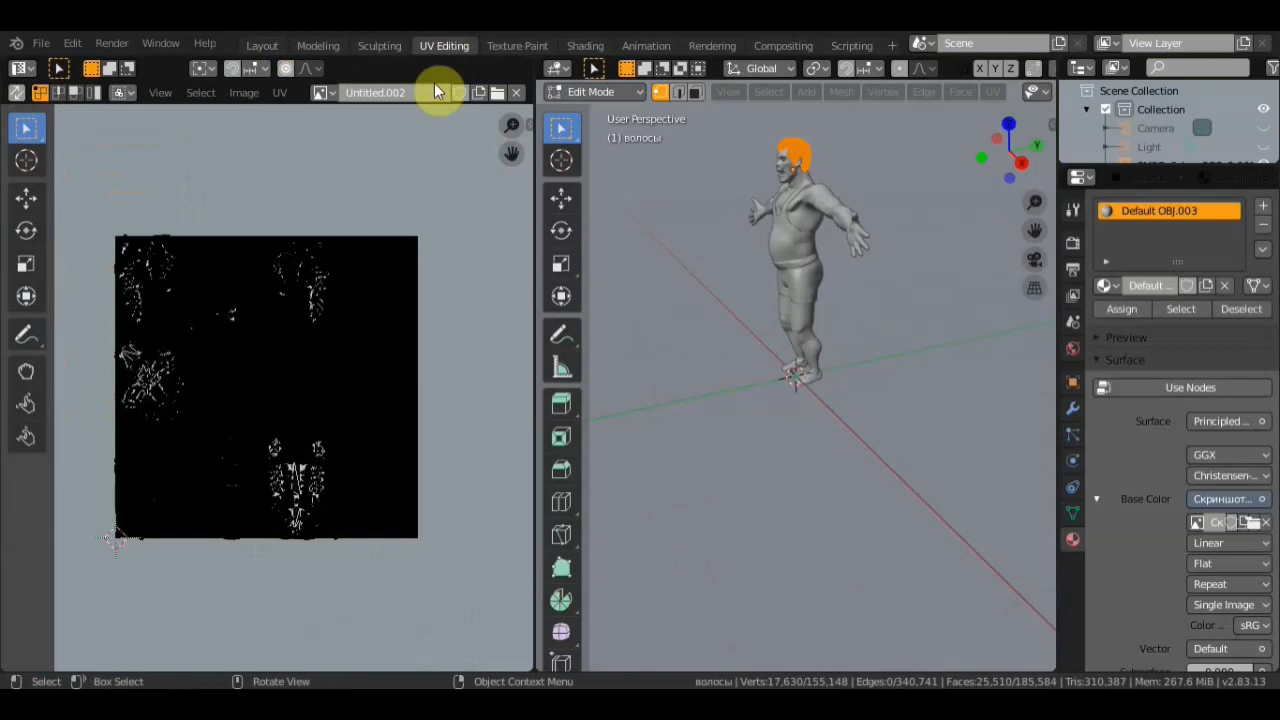 File Edit Render Window Help Layout Modeling Sculpting UV Editing Texture Paint Shading Animation Rendering Compositing Scripting + Scene View Layer
Global X Y Z
View Select Image UV Untitled.002 Edit Mode View Select Add Mesh Vertex Edge Face UV
Scene Collection
Collection
Camera
Light
User Perspective
(1) волосы
Z
Y
X
Default OBJ.003
Default ...
Assign Select Deselect
Preview
Surface
Use Nodes
Surface Principled ...
GGX
Christensen-...
Base Color Скриншот...
Ск
Linear
Flat
Repeat
Single Image
Color... sRG
Vector Default
0.000
Select Box Select Rotate View Object Context Menu волосы | Verts:17,630/155,148 | Edges:0/340,741 | Faces:25,510/185,584 | Tris:310,387 | Mem: 267.6 MiB | v2.83.13